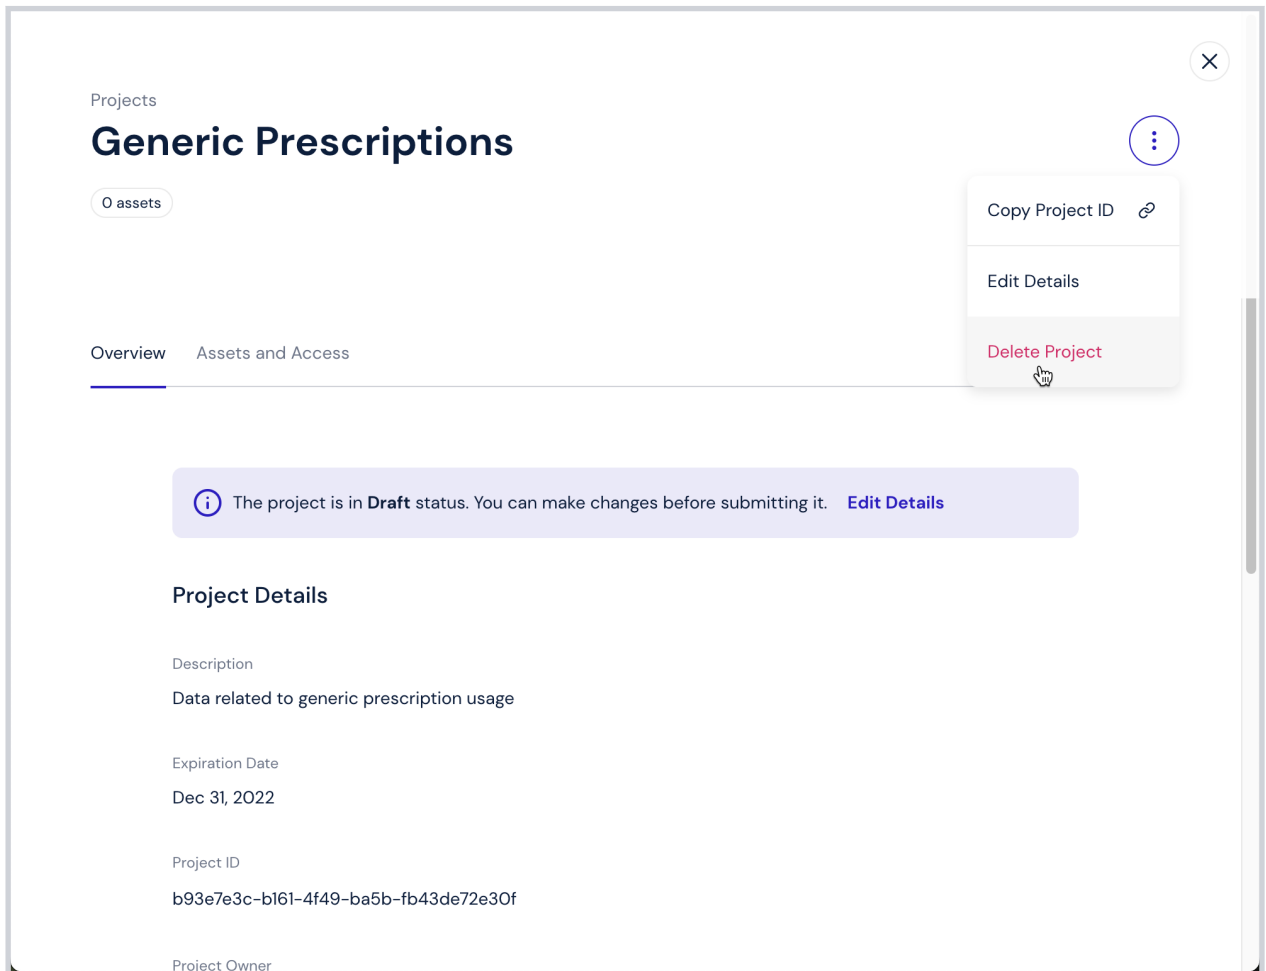 Projects
Generic Prescriptions
0 assets
Copy Project ID
Edit Details
Delete Project
Overview
Assets and Access
The project is in Draft status. You can make changes before submitting it. Edit Details
Project Details
Description
Data related to generic prescription usage
Expiration Date
Dec 31, 2022
Project ID
b93e7e3c-b161-4f49-ba5b-fb43de72e30f
Project Owner